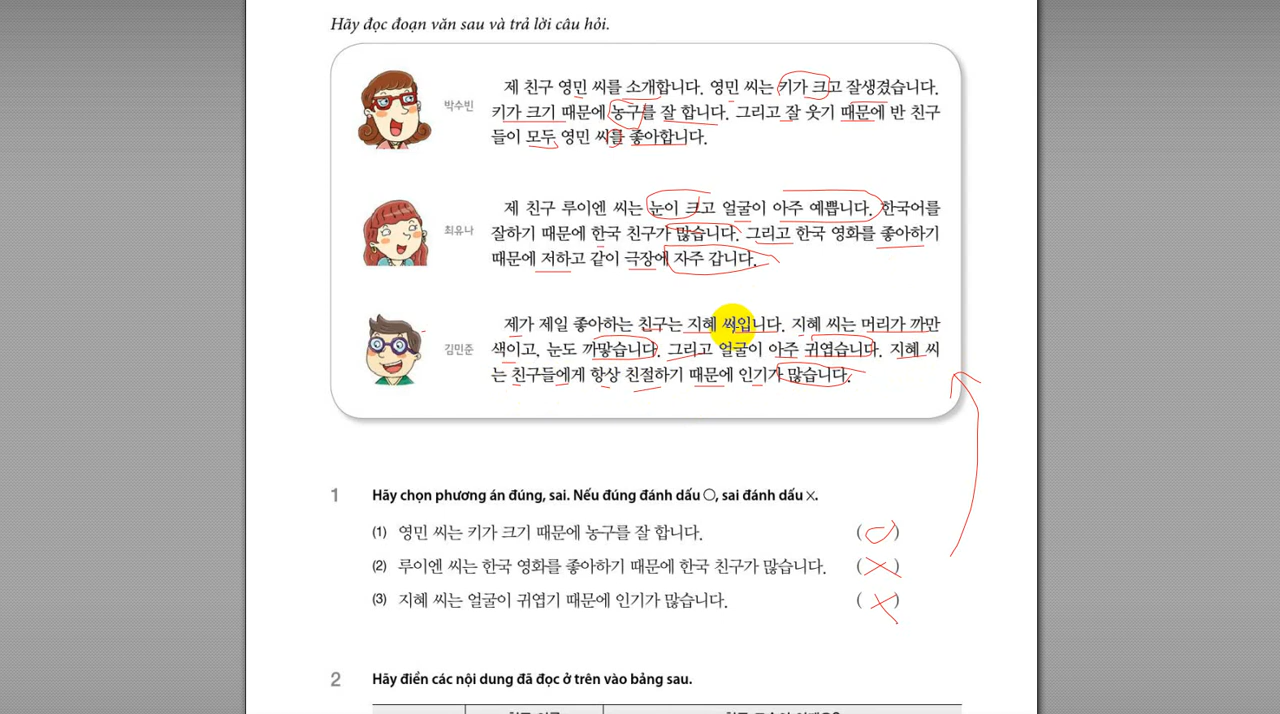 Hãy đọc đoạn văn sau và trả lời câu hỏi.
박수빈
제 친구 영민 씨를 소개합니다. 영민 씨는 키가 크고 잘생겼습니다.
키가 크기 때문에 농구를 잘 합니다. 그리고 잘 웃기 때문에 반 친구
들이 모두 영민 씨를 좋아합니다.
최유나
제 친구 루이엔 씨는 눈이 크고 얼굴이 아주 예쁩니다. 한국어를
잘하기 때문에 한국 친구가 많습니다. 그리고 한국 영화를 좋아하기
때문에 저하고 같이 극장에 자주 갑니다.
김민준
제가 제일 좋아하는 친구는 지혜 씨입니다. 지혜 씨는 머리가 까만
색이고, 눈도 까맣습니다. 그리고 얼굴이 아주 귀엽습니다. 지혜 씨
는 친구들에게 항상 친절하기 때문에 인기가 많습니다.
1 Hãy chọn phương án đúng, sai. Nếu đúng đánh dấu ○, sai đánh dấu ×.
(1) 영민 씨는 키가 크기 때문에 농구를 잘 합니다. ( O )
(2) 루이엔 씨는 한국 영화를 좋아하기 때문에 한국 친구가 많습니다. ( X )
(3) 지혜 씨는 얼굴이 귀엽기 때문에 인기가 많습니다. ( X )
2 Hãy điền các nội dung đã đọc ở trên vào bảng sau.